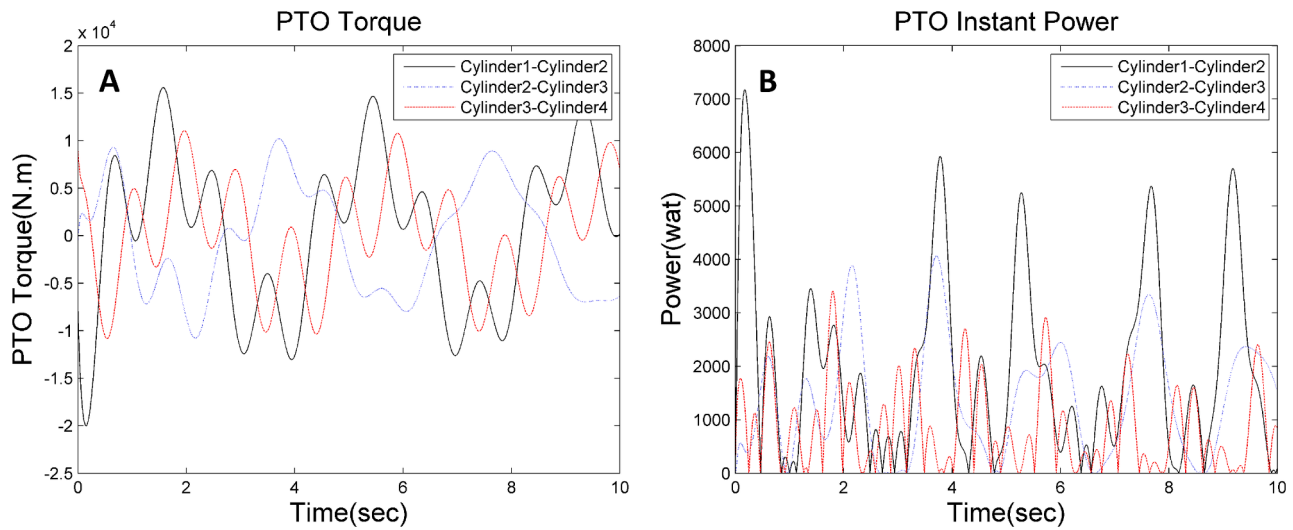 PTO Torque
x 10⁴
A
Cylinder1-Cylinder2
Cylinder2-Cylinder3
Cylinder3-Cylinder4
2
1.5
1
0.5
0
-0.5
-1
-1.5
-2
-2.5
PTO Torque(N.m)
0 2 4 6 8 10
Time(sec)
PTO Instant Power
B
Cylinder1-Cylinder2
Cylinder2-Cylinder3
Cylinder3-Cylinder4
8000
7000
6000
5000
4000
3000
2000
1000
0
Power(wat)
0 2 4 6 8 10
Time(sec)